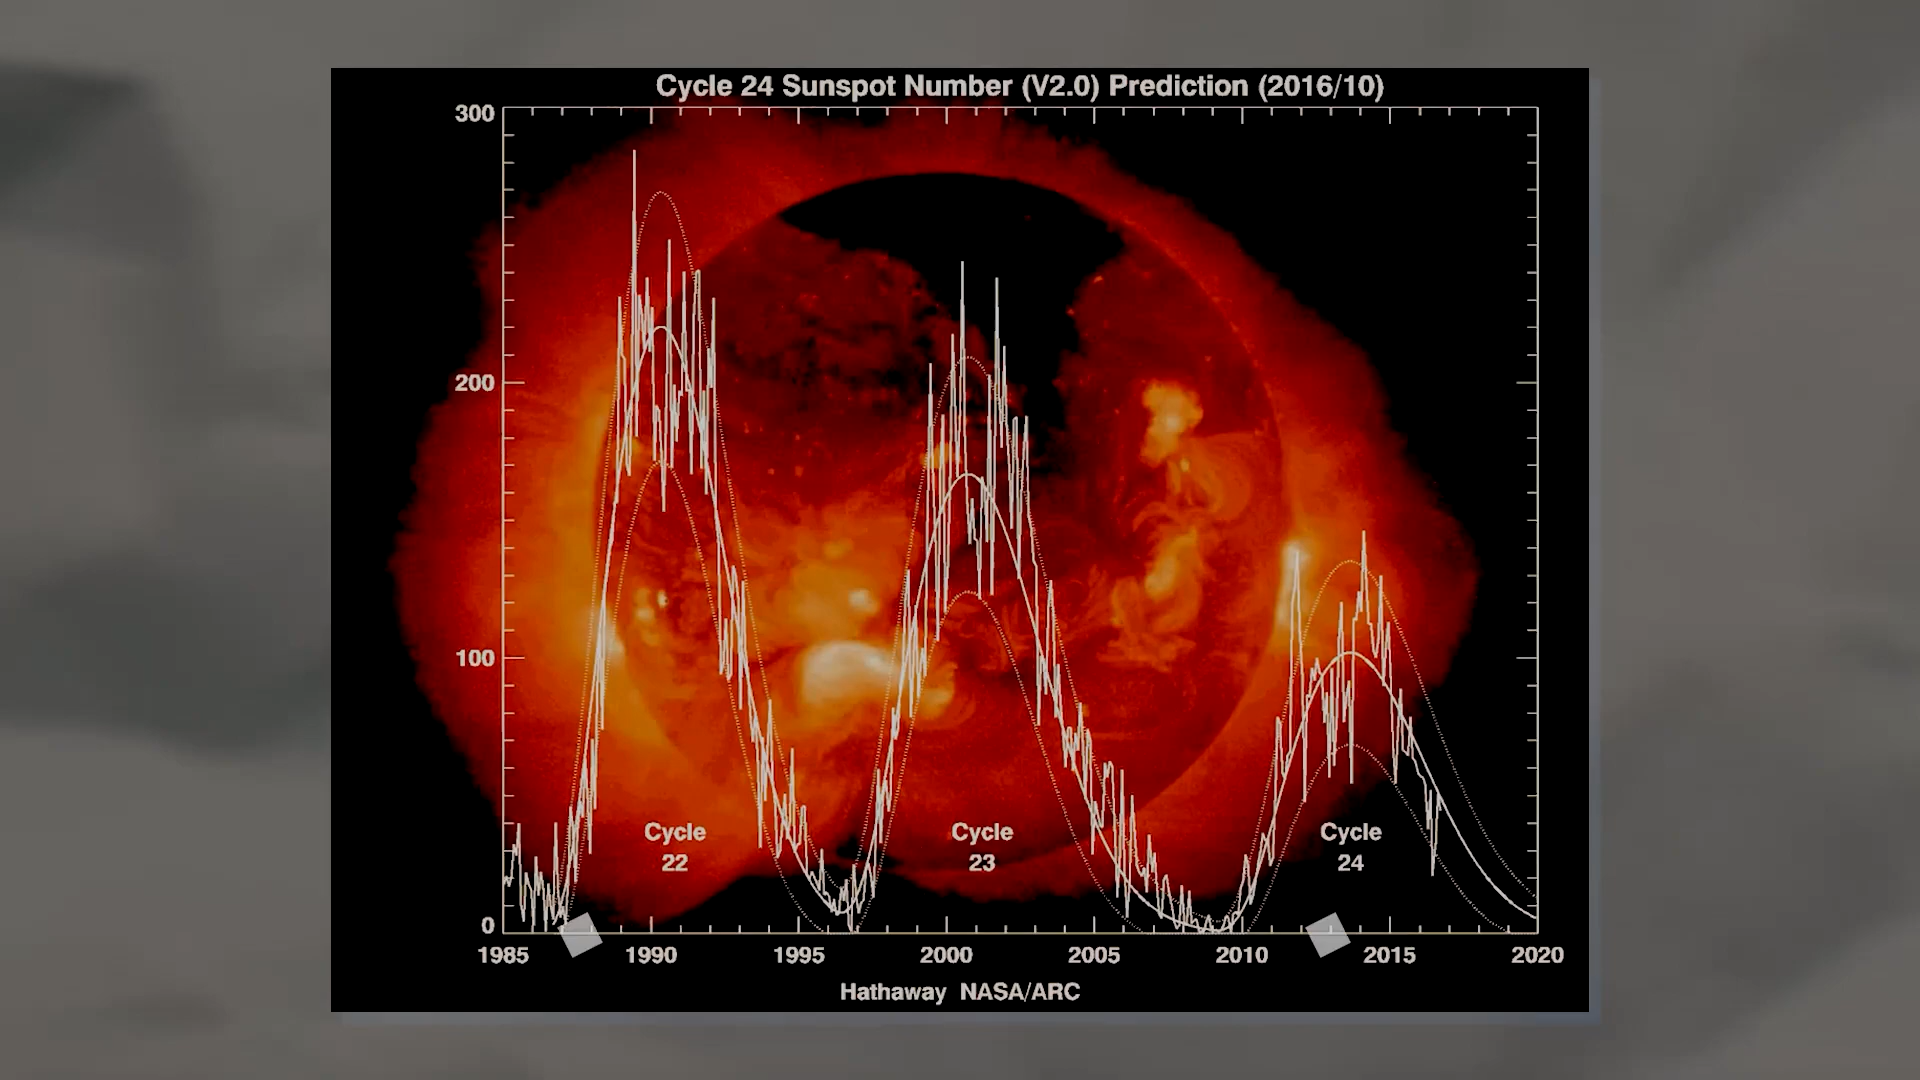 Cycle 24 Sunspot Number (V2.0) Prediction (2016/10)
300
200
100
0
Cycle
22
Cycle
23
Cycle
24
1985 1990 1995 2000 2005 2010 2015 2020
Hathaway NASA/ARC